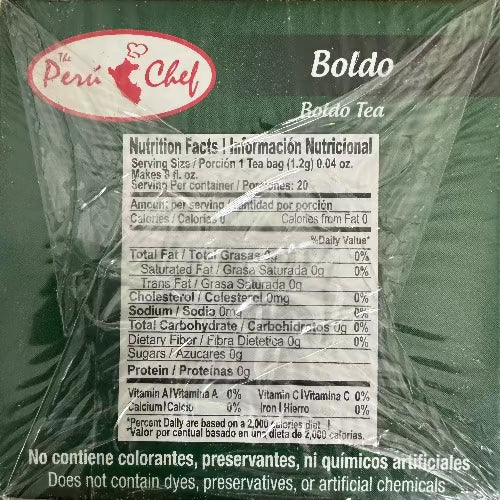 The
Perú Chef
Boldo
Boldo Tea
Nutrition Facts | Información Nutricional
Serving Size / Porción 1 Tea bag (1.2g) 0.04 oz.
Makes 8 fl. oz.
Serving Per container / Porciones: 20
Amount per serving / cantidad por porción
Calories / Calories 0 Calories from Fat 0
%Daily Value*
Total Fat / Total Grasas 0g 0%
Saturated Fat / Grasa Saturada 0g 0%
Trans Fat / Grasa Saturada 0g
Cholesterol / Colesterol 0mg 0%
Sodium / Sodio 0mg 0%
Total Carbohydrate / Carbohidratos 0g 0%
Dietary Fiber / Fibra Dietetica 0g 0%
Sugars / Azucares 0g
Protein / Proteínas 0g
Vitamin A | Vitamina A 0% Vitamin C | Vitamina C 0%
Calcium | Calcio 0% Iron | Hierro 0%
*Percent Daily are based on a 2,000 calories diet |
*Valor por centual basado en una dieta de 2,000 calorias.
No contiene colorantes, preservantes, ni químicos artificiales
Does not contain dyes, preservatives, or artificial chemicals